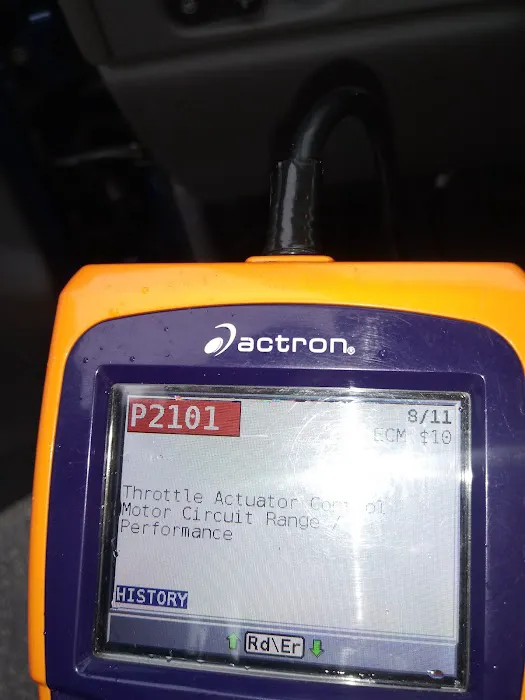 actron®
P2101
8/11
ECM $10
Throttle Actuator Control
Motor Circuit Range /
Performance
HISTORY
Rd\Er